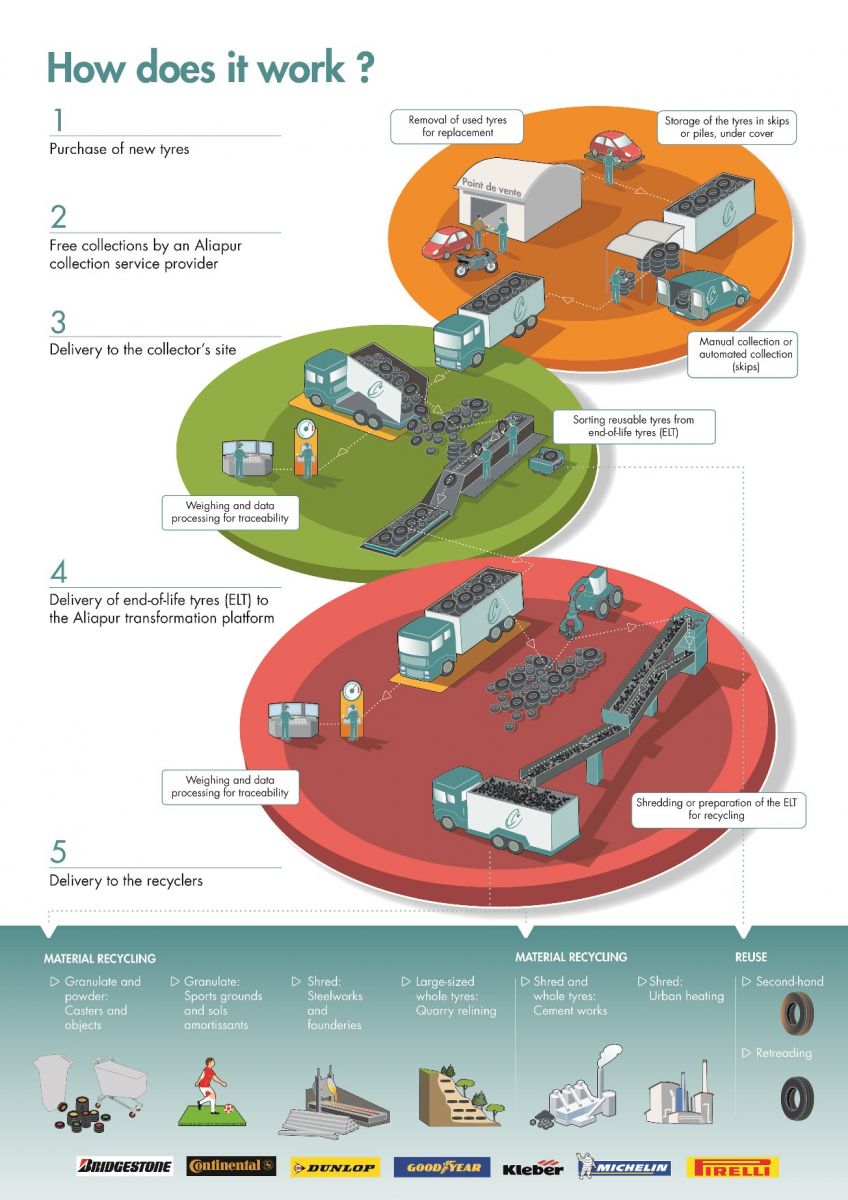 How does it work ?
1
Purchase of new tyres
2
Free collections by an Aliapur
collection service provider
3
Delivery to the collector's site
4
Delivery of end-of-life tyres (ELT) to
the Aliapur transformation platform
5
Delivery to the recyclers
Removal of used tyres
for replacement
Storage of the tyres in skips
or piles, under cover
Point de vente
Manual collection or
automated collection
(skips)
Sorting reusable tyres from
end-of-life tyres (ELT)
Weighing and data
processing for traceability
Weighing and data
processing for traceability
Shredding or preparation of the ELT
for recycling
MATERIAL RECYCLING
Granulate and
powder:
Casters and
objects
Granulate:
Sports grounds
and sols
amortissants
Shred:
Steelworks
and
founderies
Large-sized
whole tyres:
Quarry relining
MATERIAL RECYCLING
Shred and
whole tyres:
Cement works
Shred:
Urban heating
REUSE
Second-hand
Retreading
BRIDGESTONE
Continental
DUNLOP
GOODYEAR
Kleber
MICHELIN
PIRELLI